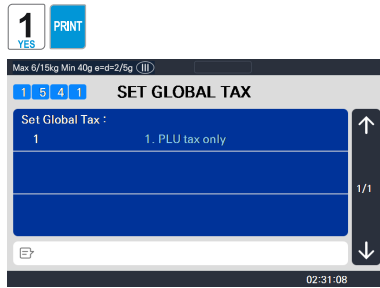 1
YES
PRINT
Max 6/15kg Min 40g e=d=2/5g (III)
1 5 4 1 SET GLOBAL TAX
Set Global Tax :
1 1. PLU tax only
1/1
02:31:08